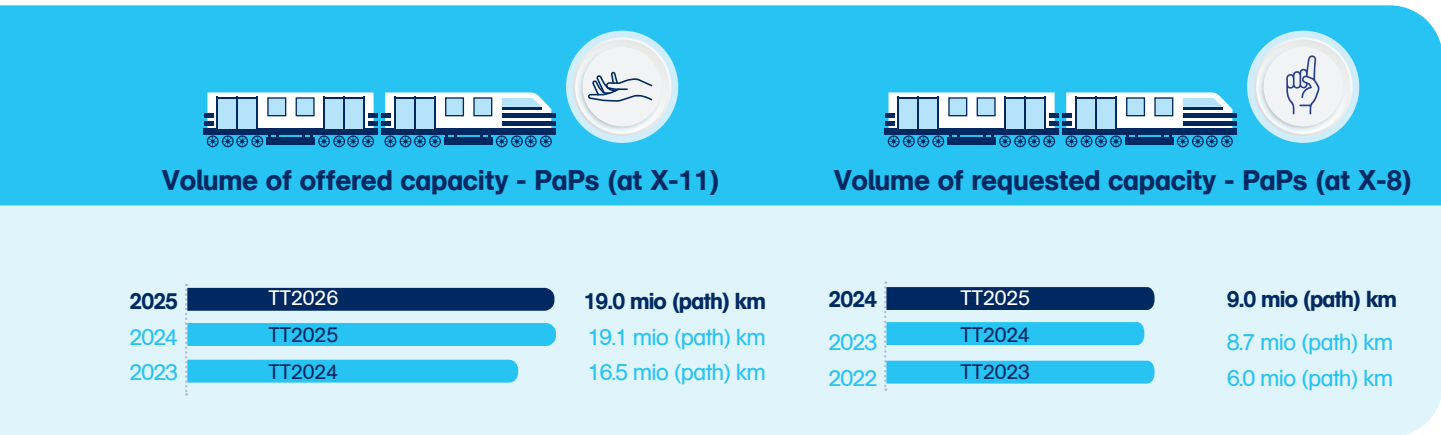 Volume of offered capacity - PaPs (at X-11)
2025 TT2026 19.0 mio (path) km
2024 TT2025 19.1 mio (path) km
2023 TT2024 16.5 mio (path) km
Volume of requested capacity - PaPs (at X-8)
2024 TT2025 9.0 mio (path) km
2023 TT2024 8.7 mio (path) km
2022 TT2023 6.0 mio (path) km